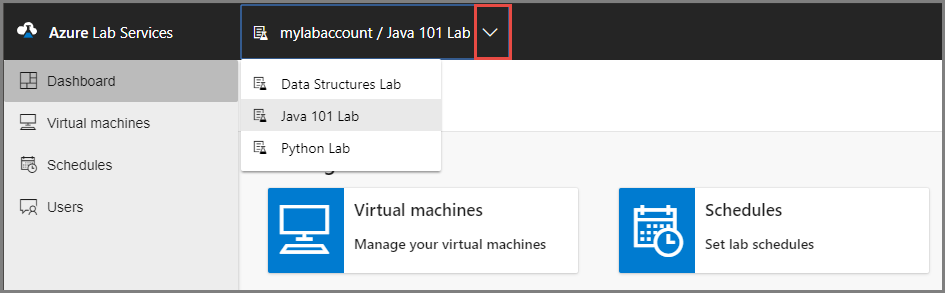 Azure Lab Services
mylabaccount / Java 101 Lab
Dashboard
Virtual machines
Schedules
Users
Data Structures Lab
Java 101 Lab
Python Lab
Virtual machines
Manage your virtual machines
Schedules
Set lab schedules